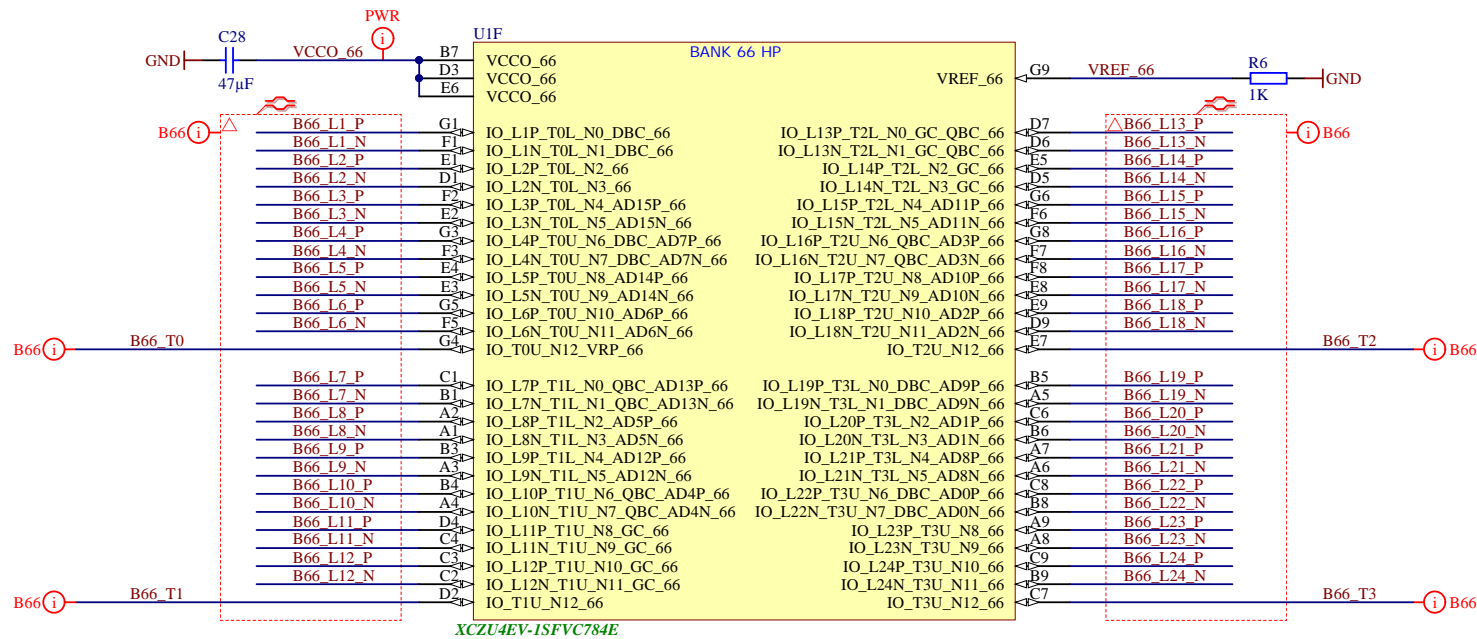 PWR
i
C28
GND
VCCO_66
47µF
U1F
BANK 66 HP
B7 VCCO_66
D3 VCCO_66
E6 VCCO_66
VREF_66 G9 VREF_66
R6
1K
GND
B66 i
B66_L1_P G1 IO_L1P_T0L_N0_DBC_66
B66_L1_N F1 IO_L1N_T0L_N1_DBC_66
B66_L2_P E1 IO_L2P_T0L_N2_66
B66_L2_N D1 IO_L2N_T0L_N3_66
B66_L3_P F2 IO_L3P_T0L_N4_AD15P_66
B66_L3_N E2 IO_L3N_T0L_N5_AD15N_66
B66_L4_P G3 IO_L4P_T0U_N6_DBC_AD7P_66
B66_L4_N F3 IO_L4N_T0U_N7_DBC_AD7N_66
B66_L5_P E4 IO_L5P_T0U_N8_AD14P_66
B66_L5_N E3 IO_L5N_T0U_N9_AD14N_66
B66_L6_P G5 IO_L6P_T0U_N10_AD6P_66
B66_L6_N F5 IO_L6N_T0U_N11_AD6N_66
B66 i B66_T0 G4 IO_T0U_N12_VRP_66
B66_L7_P C1 IO_L7P_T1L_N0_QBC_AD13P_66
B66_L7_N B1 IO_L7N_T1L_N1_QBC_AD13N_66
B66_L8_P A2 IO_L8P_T1L_N2_AD5P_66
B66_L8_N A1 IO_L8N_T1L_N3_AD5N_66
B66_L9_P B3 IO_L9P_T1L_N4_AD12P_66
B66_L9_N A3 IO_L9N_T1L_N5_AD12N_66
B66_L10_P B4 IO_L10P_T1U_N6_QBC_AD4P_66
B66_L10_N A4 IO_L10N_T1U_N7_QBC_AD4N_66
B66_L11_P D4 IO_L11P_T1U_N8_GC_66
B66_L11_N C4 IO_L11N_T1U_N9_GC_66
B66_L12_P C3 IO_L12P_T1U_N10_GC_66
B66_L12_N C2 IO_L12N_T1U_N11_GC_66
B66 i B66_T1 D2 IO_T1U_N12_66
IO_L13P_T2L_N0_GC_QBC_66 D7 B66_L13_P
i B66
IO_L13N_T2L_N1_GC_QBC_66 D6 B66_L13_N
IO_L14P_T2L_N2_GC_66 E5 B66_L14_P
IO_L14N_T2L_N3_GC_66 D5 B66_L14_N
IO_L15P_T2L_N4_AD11P_66 G6 B66_L15_P
IO_L15N_T2L_N5_AD11N_66 F6 B66_L15_N
IO_L16P_T2U_N6_QBC_AD3P_66 G8 B66_L16_P
IO_L16N_T2U_N7_QBC_AD3N_66 F7 B66_L16_N
IO_L17P_T2U_N8_AD10P_66 F8 B66_L17_P
IO_L17N_T2U_N9_AD10N_66 E8 B66_L17_N
IO_L18P_T2U_N10_AD2P_66 E9 B66_L18_P
IO_L18N_T2U_N11_AD2N_66 D9 B66_L18_N
IO_T2U_N12_66 E7 B66_T2 i B66
IO_L19P_T3L_N0_DBC_AD9P_66 B5 B66_L19_P
IO_L19N_T3L_N1_DBC_AD9N_66 A5 B66_L19_N
IO_L20P_T3L_N2_AD1P_66 C6 B66_L20_P
IO_L20N_T3L_N3_AD1N_66 B6 B66_L20_N
IO_L21P_T3L_N4_AD8P_66 A7 B66_L21_P
IO_L21N_T3L_N5_AD8N_66 A6 B66_L21_N
IO_L22P_T3U_N6_DBC_AD0P_66 C8 B66_L22_P
IO_L22N_T3U_N7_DBC_AD0N_66 B8 B66_L22_N
IO_L23P_T3U_N8_66 A9 B66_L23_P
IO_L23N_T3U_N9_66 A8 B66_L23_N
IO_L24P_T3U_N10_66 C9 B66_L24_P
IO_L24N_T3U_N11_66 B9 B66_L24_N
IO_T3U_N12_66 C7 B66_T3 i B66
XCZU4EV-1SFVC784E